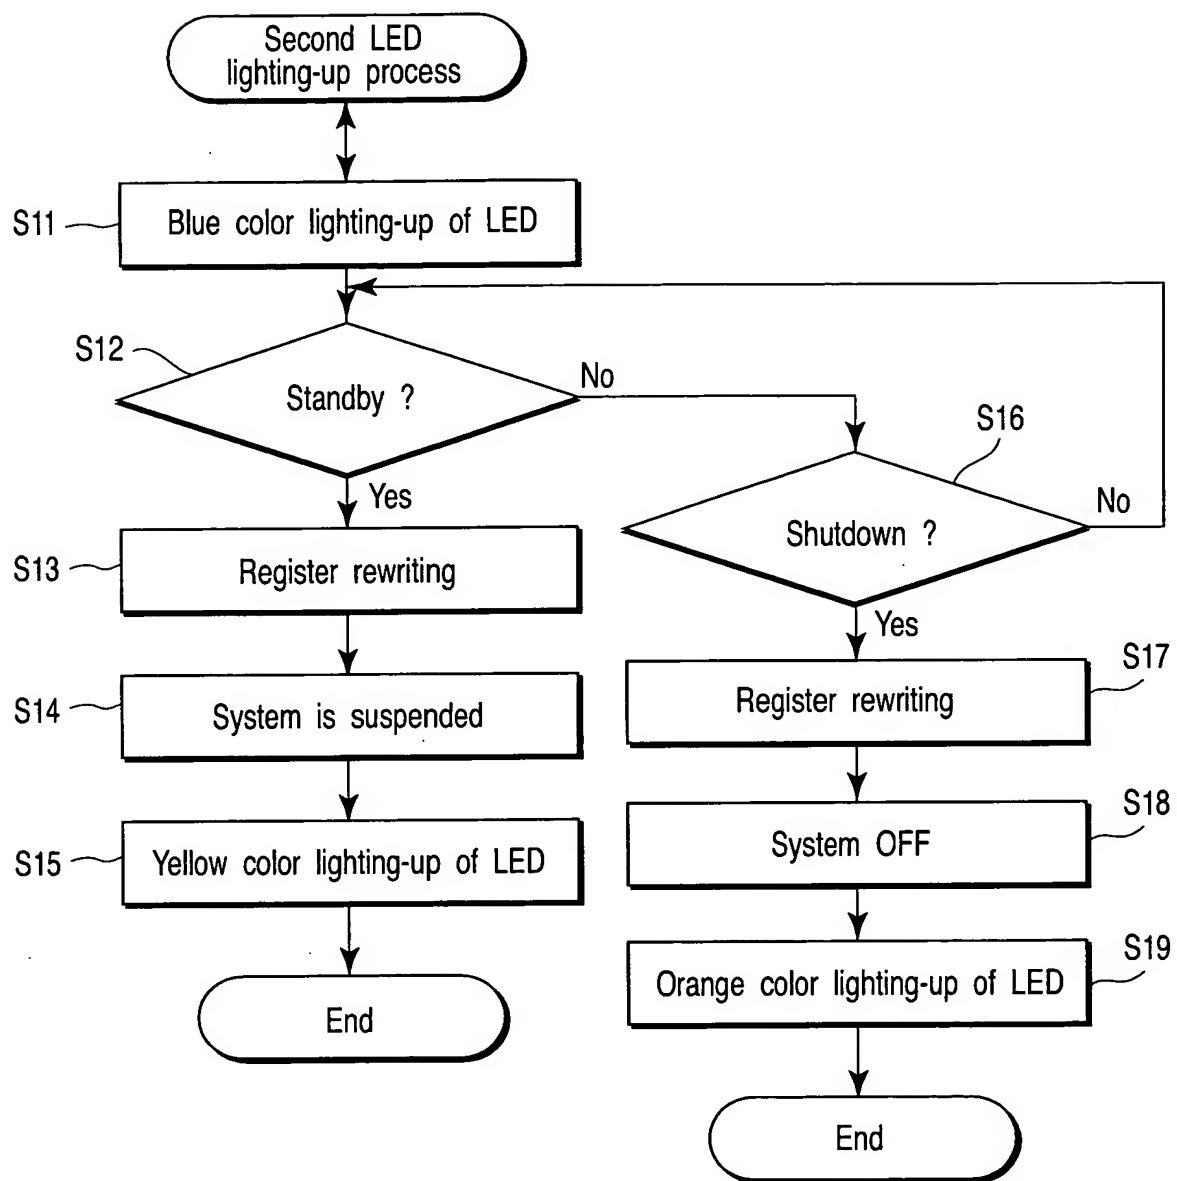 Second LED
lighting-up process
S11
Blue color lighting-up of LED
S12
Standby ?
No
Yes
S13
Register rewriting
S14
System is suspended
S15
Yellow color lighting-up of LED
End
S16
Shutdown ?
No
Yes
S17
Register rewriting
S18
System OFF
S19
Orange color lighting-up of LED
End